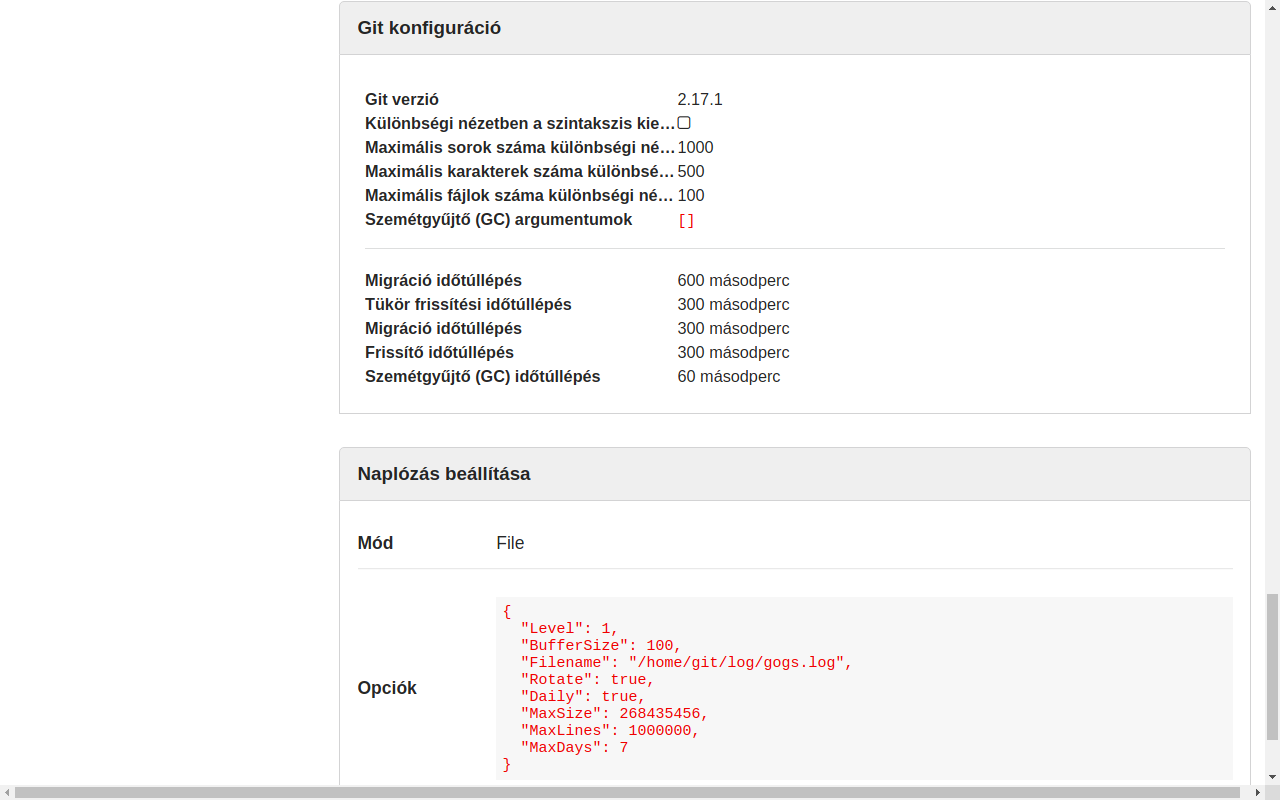 Git konfiguráció
Git verzió 2.17.1
Különbségi nézetben a szintakszis kie...
Maximális sorok száma különbségi né... 1000
Maximális karakterek száma különbsé... 500
Maximális fájlok száma különbségi né... 100
Szemétgyűjtő (GC) argumentumok []
Migráció időtúllépés 600 másodperc
Tükör frissítési időtúllépés 300 másodperc
Migráció időtúllépés 300 másodperc
Frissítő időtúllépés 300 másodperc
Szemétgyűjtő (GC) időtúllépés 60 másodperc
Naplózás beállítása
Mód File
Opciók
{
"Level": 1,
"BufferSize": 100,
"Filename": "/home/git/log/gogs.log",
"Rotate": true,
"Daily": true,
"MaxSize": 268435456,
"MaxLines": 1000000,
"MaxDays": 7
}